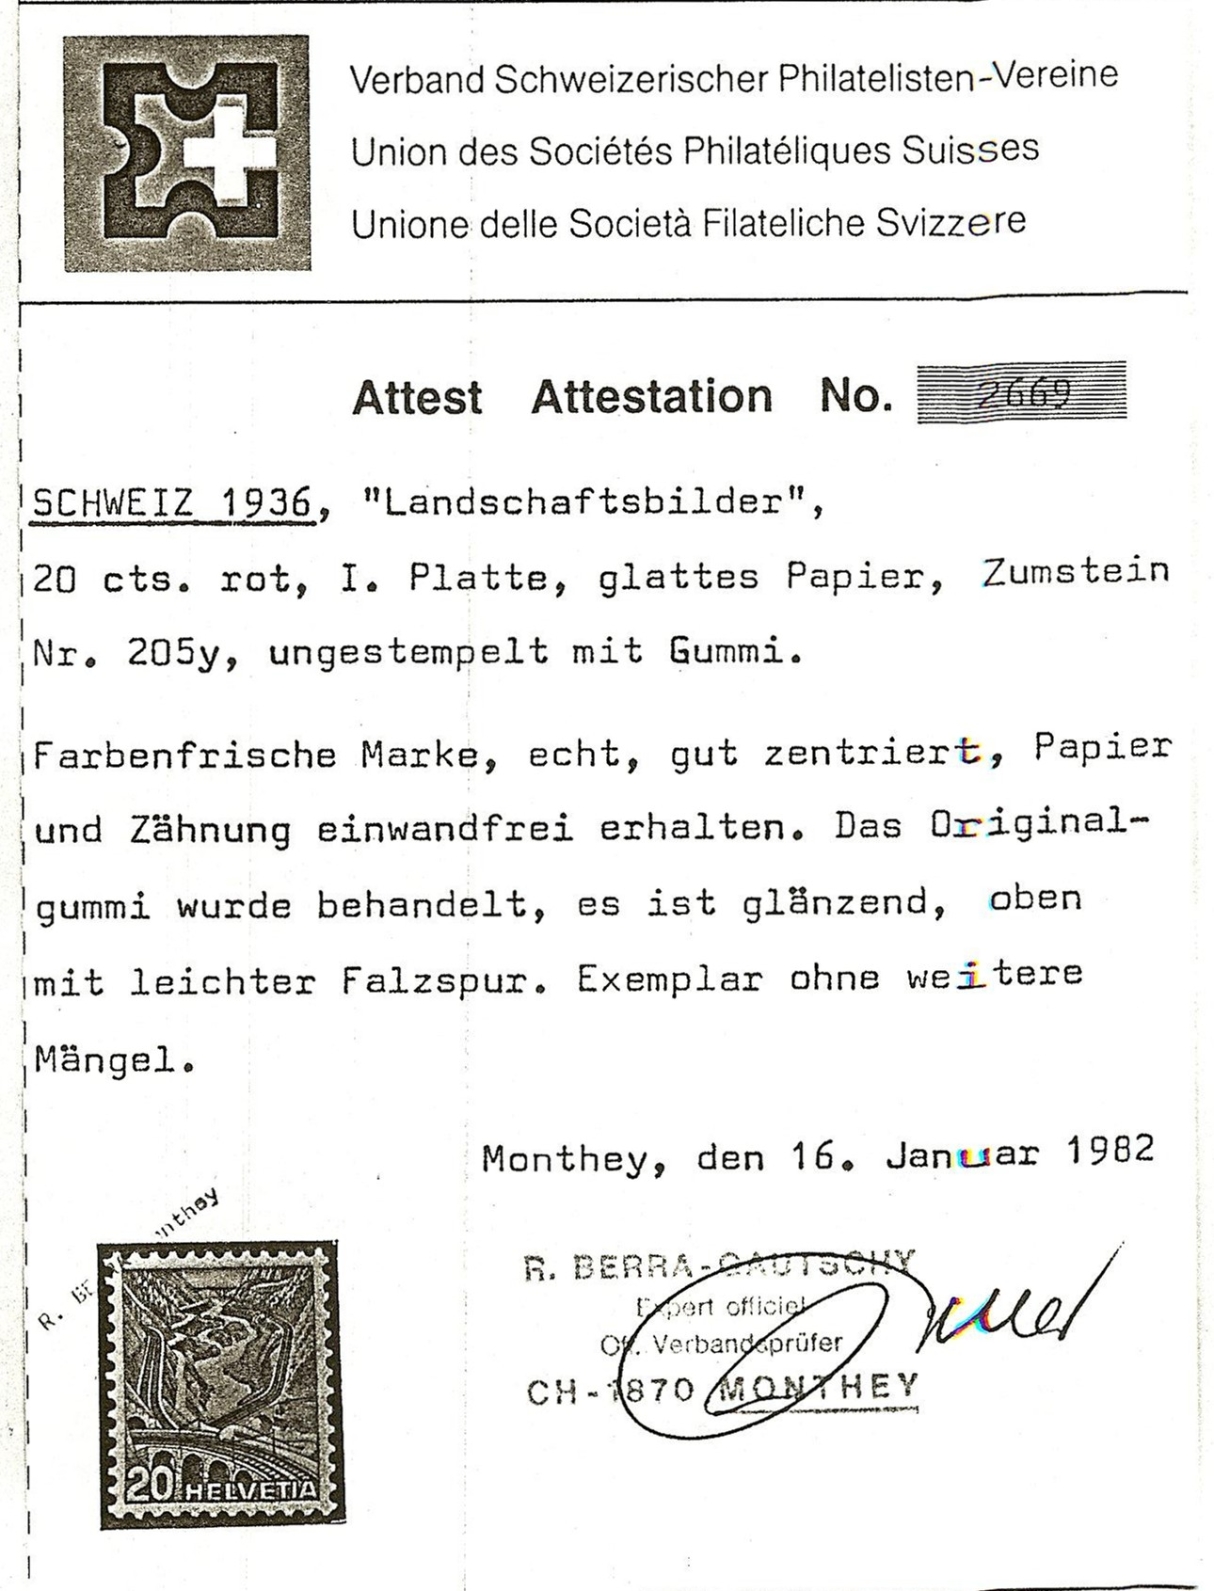 Verband Schweizerischer Philatelisten-Vereine
Union des Sociétés Philatéliques Suisses
Unione delle Società Filateliche Svizzere
Attest Attestation No. 2669
SCHWEIZ 1936, "Landschaftsbilder",
20 cts. rot, I. Platte, glattes Papier, Zumstein
Nr. 205y, ungestempelt mit Gummi.
Farbenfrische Marke, echt, gut zentriert, Papier
und Zähnung einwandfrei erhalten. Das Original-
gummi wurde behandelt, es ist glänzend, oben
mit leichter Falzspur. Exemplar ohne weitere
Mängel.
Monthey, den 16. Januar 1982
R. BERRA-GAUTSCHY
Expert officiel
Off. Verbandsprüfer
CH-1870 MONTHEY
R.
20 HELVETIA